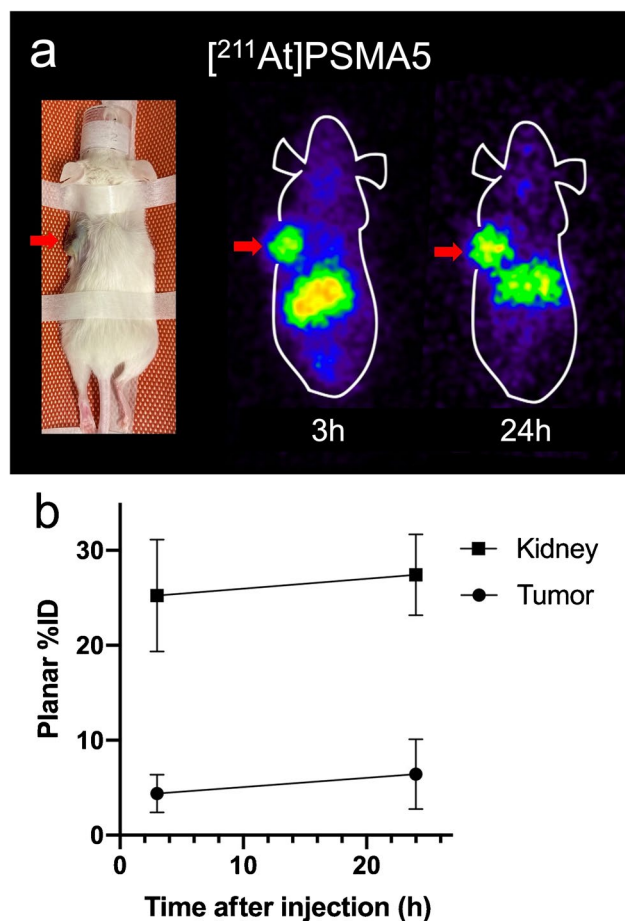 a
[²¹¹At]PSMA5
3h
24h
b
Planar %ID
30
20
10
0
Kidney
Tumor
0
10
20
Time after injection (h)